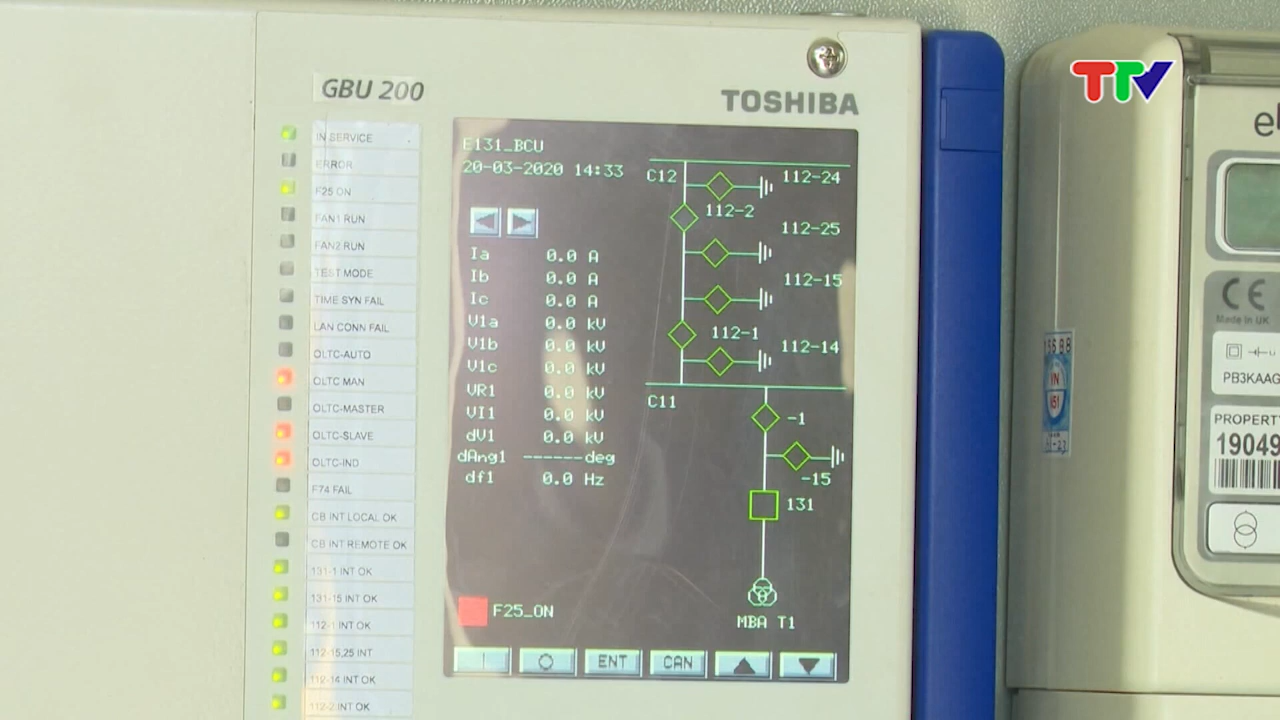 TTV
GBU 200
TOSHIBA
IN SERVICE
ERROR
F25 ON
FAN1 RUN
FAN2 RUN
TEST MODE
TIME SYN FAIL
LAN CONN FAIL
OLTC-AUTO
OLTC MAN
OLTC-MASTER
OLTC-SLAVE
OLTC-IND
F74 FAIL
CB INT LOCAL OK
CB INT REMOTE OK
131-1 INT OK
131-15 INT OK
112-1 INT OK
112-15,25 INT
112-14 INT OK
112-2 INT OK
E131_BCU
20-03-2020 14:33
Ia 0.0 A
Ib 0.0 A
Ic 0.0 A
V1a 0.0 kV
V1b 0.0 kV
V1c 0.0 kV
VR1 0.0 kV
VI1 0.0 kV
dV1 0.0 kV
dAng1 ------deg
df1 0.0 Hz
F25_ON
C12
112-24
112-2
112-25
112-15
112-1
112-14
C11
-1
-15
131
MBA T1
ENT CAN
el
CE
Made in UK
PB3KAAG
PROPERT
19049
IN